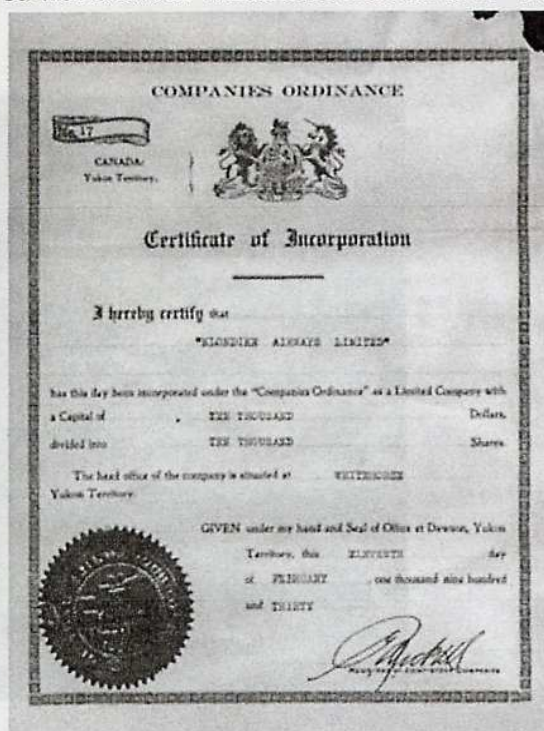 COMPANIES ORDINANCE
No. 17
CANADA:
Yukon Territory.
Certificate of Incorporation
I hereby certify that
"KLONDIKE AIRWAYS LIMITED"
has this day been incorporated under the "Companies Ordinance" as a Limited Company with
a Capital of TEN THOUSAND Dollars,
divided into TEN THOUSAND Shares.
The head office of the company is situated at WHITEHORSE
Yukon Territory.
GIVEN under my hand and Seal of Office at Dawson, Yukon
Territory, this ELEVENTH day
of FEBRUARY , one thousand nine hundred
and THIRTY